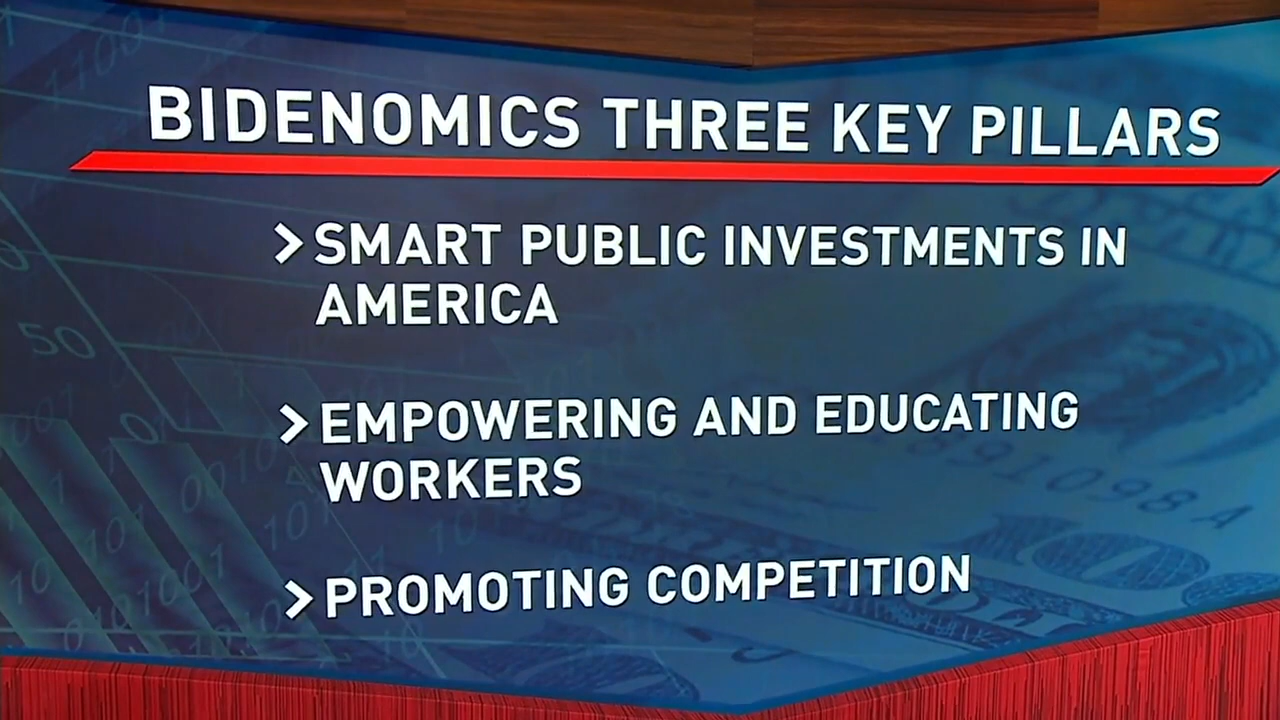 BIDENOMICS THREE KEY PILLARS
> SMART PUBLIC INVESTMENTS IN
AMERICA
> EMPOWERING AND EDUCATING
WORKERS
> PROMOTING COMPETITION